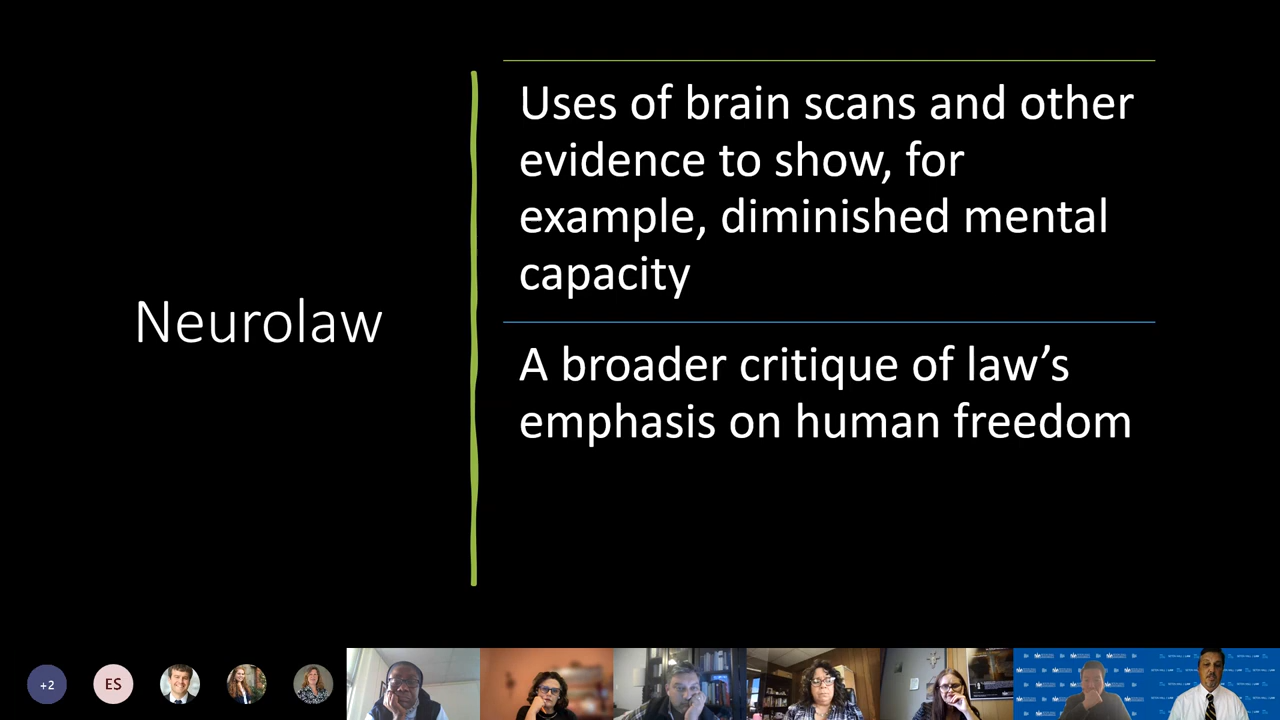 Neurolaw
Uses of brain scans and other
evidence to show, for
example, diminished mental
capacity
A broader critique of law’s
emphasis on human freedom
+2
ES